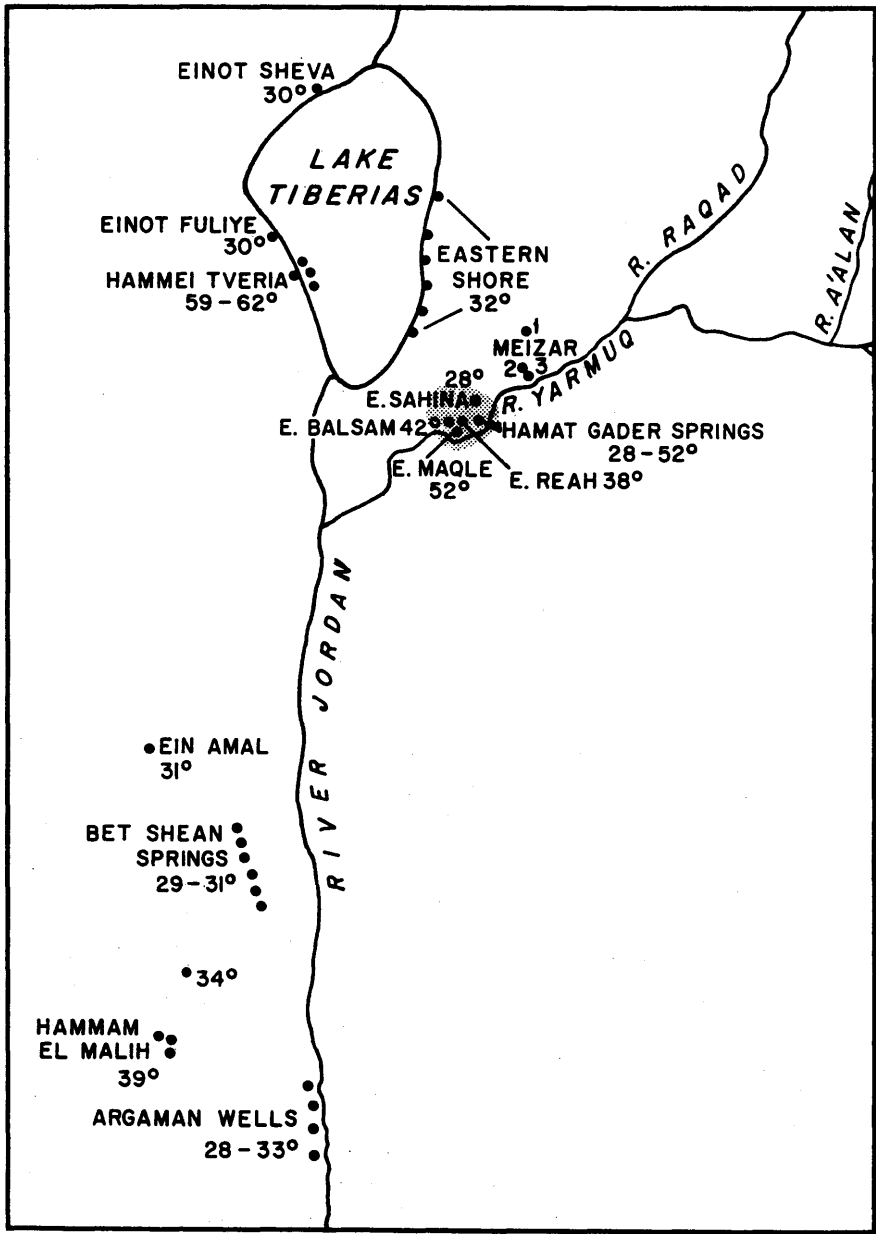 EINOT SHEVA
30°
LAKE
TIBERIAS
EINOT FULIYE
30°
HAMMEI TVERIA
59-62°
EASTERN
SHORE
32°
R. RAQAD
R. A'ALAN
1
MEIZAR
2 3
R. YARMUQ
28°
E. SAHINA
E. BALSAM 42°
HAMAT GADER SPRINGS
28-52°
E. MAQLE
52°
E. REAH 38°
RIVER JORDAN
EIN AMAL
31°
BET SHEAN
SPRINGS
29-31°
34°
HAMMAM
EL MALIH
39°
ARGAMAN WELLS
28-33°